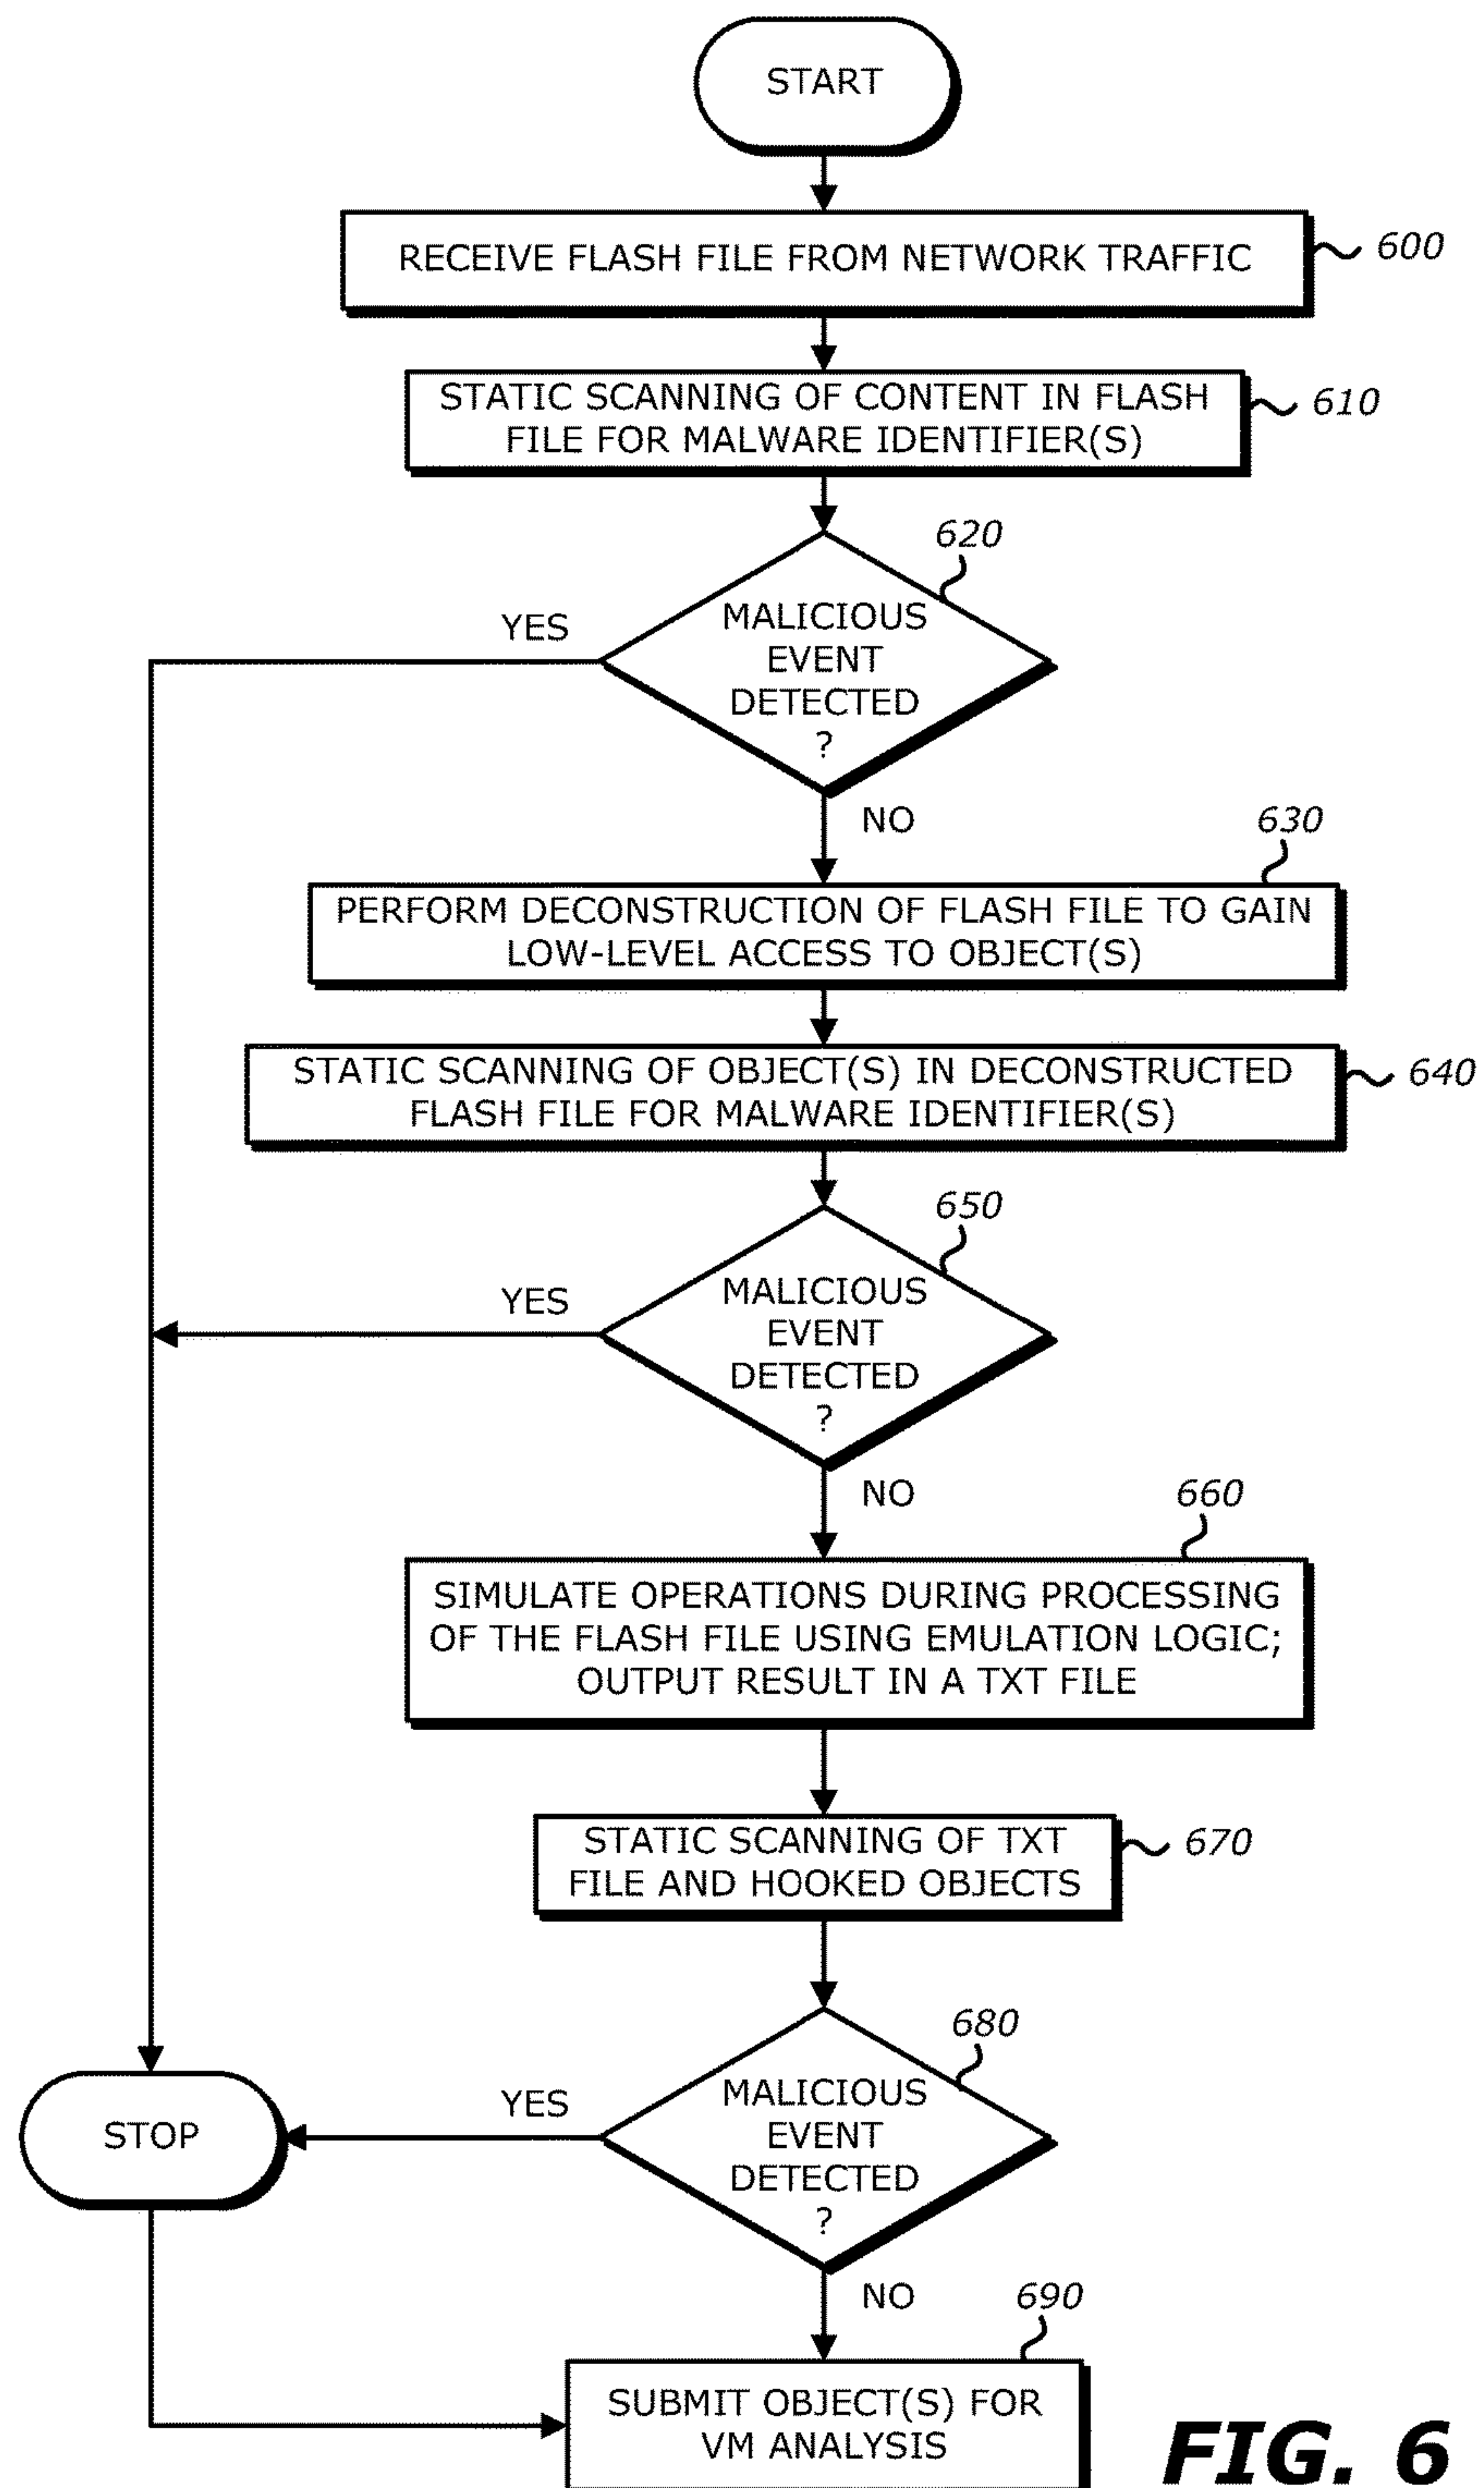 START
RECEIVE FLASH FILE FROM NETWORK TRAFFIC
600
STATIC SCANNING OF CONTENT IN FLASH
FILE FOR MALWARE IDENTIFIER(S)
610
620
MALICIOUS
EVENT
DETECTED
?
YES
NO
630
PERFORM DECONSTRUCTION OF FLASH FILE TO GAIN
LOW-LEVEL ACCESS TO OBJECT(S)
STATIC SCANNING OF OBJECT(S) IN DECONSTRUCTED
FLASH FILE FOR MALWARE IDENTIFIER(S)
640
650
MALICIOUS
EVENT
DETECTED
?
YES
NO
660
SIMULATE OPERATIONS DURING PROCESSING
OF THE FLASH FILE USING EMULATION LOGIC;
OUTPUT RESULT IN A TXT FILE
STATIC SCANNING OF TXT
FILE AND HOOKED OBJECTS
670
680
MALICIOUS
EVENT
DETECTED
?
YES
STOP
NO
690
SUBMIT OBJECT(S) FOR
VM ANALYSIS
FIG. 6